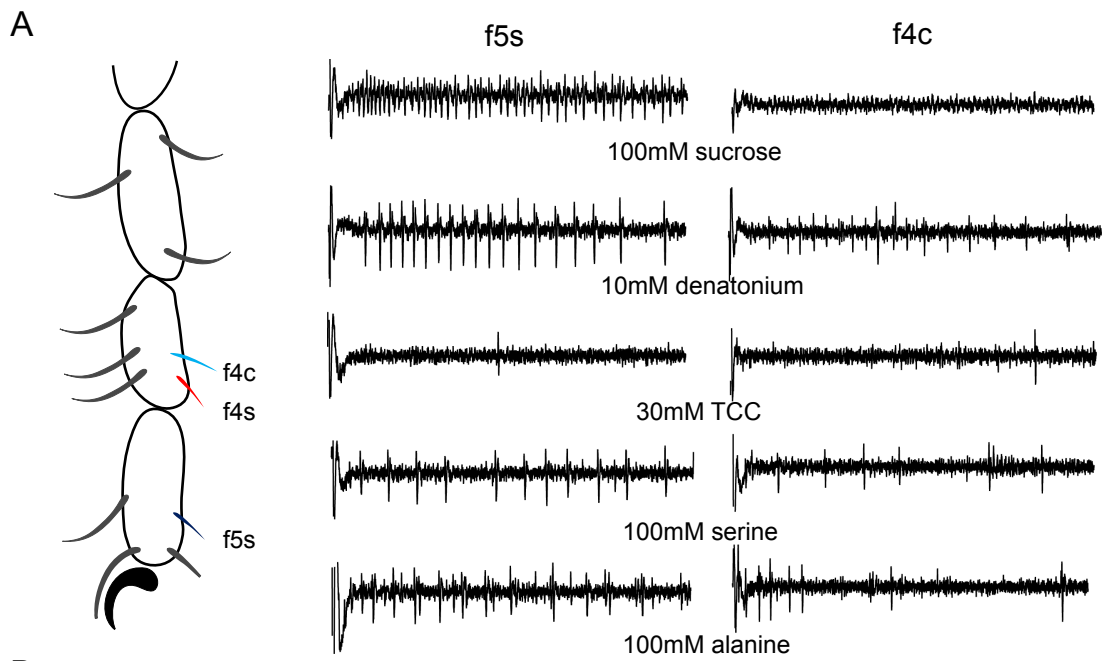 A
f5s
f4c
100mM sucrose
10mM denatonium
30mM TCC
100mM serine
100mM alanine
f4c
f4s
f5s